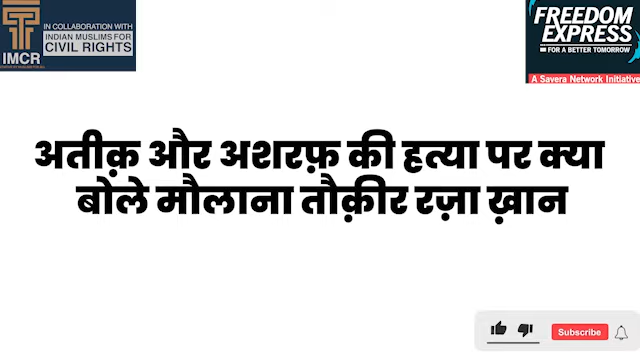 IN COLLABORATION WITH
INDIAN MUSLIMS FOR
CIVIL RIGHTS
IMCR
FREEDOM
EXPRESS
FOR A BETTER TOMORROW
A Savera Network Initiative
अतीक़ और अशरफ़ की हत्या पर क्या
बोले मौलाना तौक़ीर रज़ा ख़ान
Subscribe